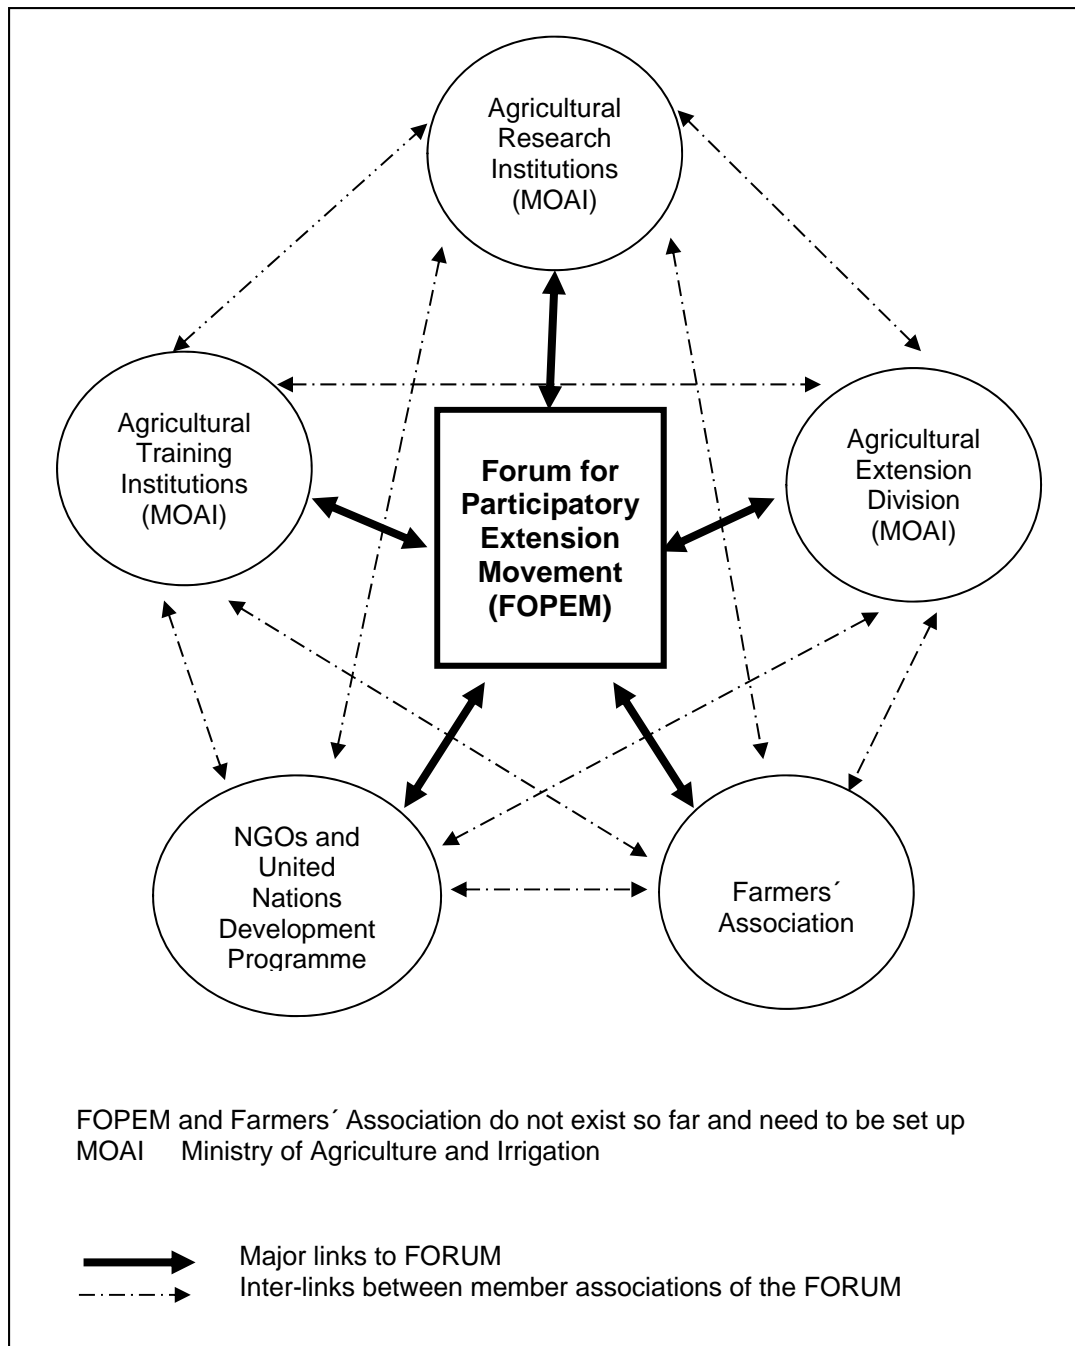 Agricultural
Research
Institutions
(MOAI)
Agricultural
Training
Institutions
(MOAI)
Forum for
Participatory
Extension
Movement
(FOPEM)
Agricultural
Extension
Division
(MOAI)
NGOs and
United
Nations
Development
Programme
Farmers´
Association
FOPEM and Farmers´ Association do not exist so far and need to be set up
MOAI Ministry of Agriculture and Irrigation
Major links to FORUM
Inter-links between member associations of the FORUM